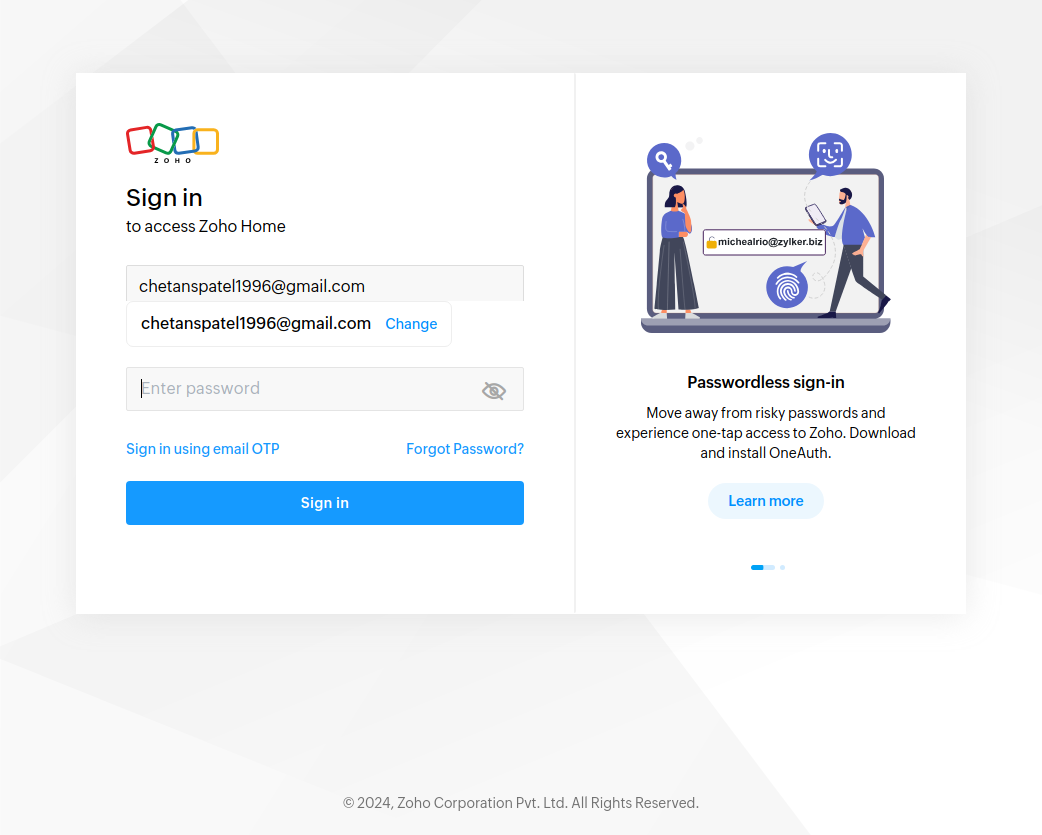 ZOHO
Sign in
to access Zoho Home
chetanspatel1996@gmail.com
chetanspatel1996@gmail.com Change
Enter password
Sign in using email OTP Forgot Password?
Sign in
michealrio@zylker.biz
Passwordless sign-in
Move away from risky passwords and
experience one-tap access to Zoho. Download
and install OneAuth.
Learn more
© 2024, Zoho Corporation Pvt. Ltd. All Rights Reserved.